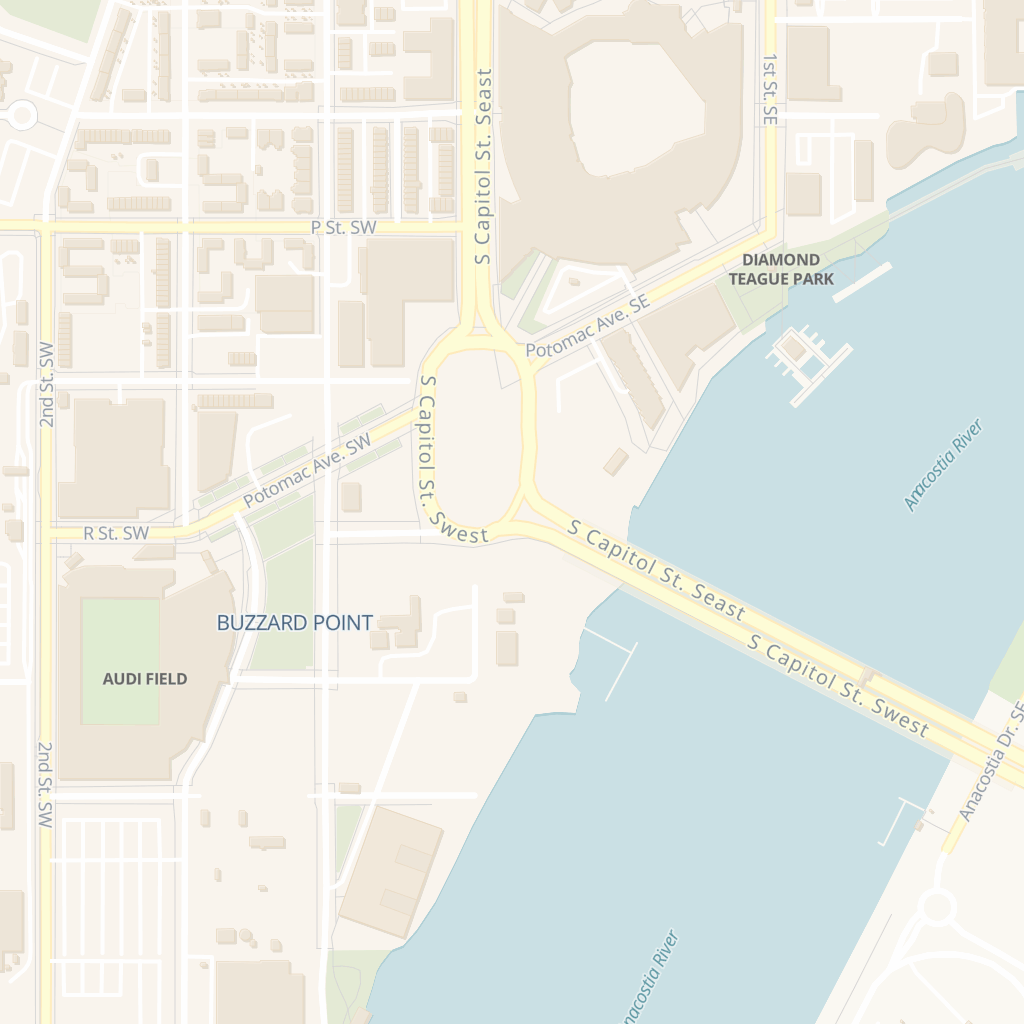 S Capitol St. Seast
1st St. SE
P St. SW
DIAMOND
TEAGUE PARK
Potomac Ave. SE
2nd St. SW
S Capitol St. Swest
Anacostia River
Potomac Ave. SW
R St. SW
S Capitol St. Seast
BUZZARD POINT
S Capitol St. Swest
AUDI FIELD
2nd St. SW
Anacostia Dr. SE
nacostia River